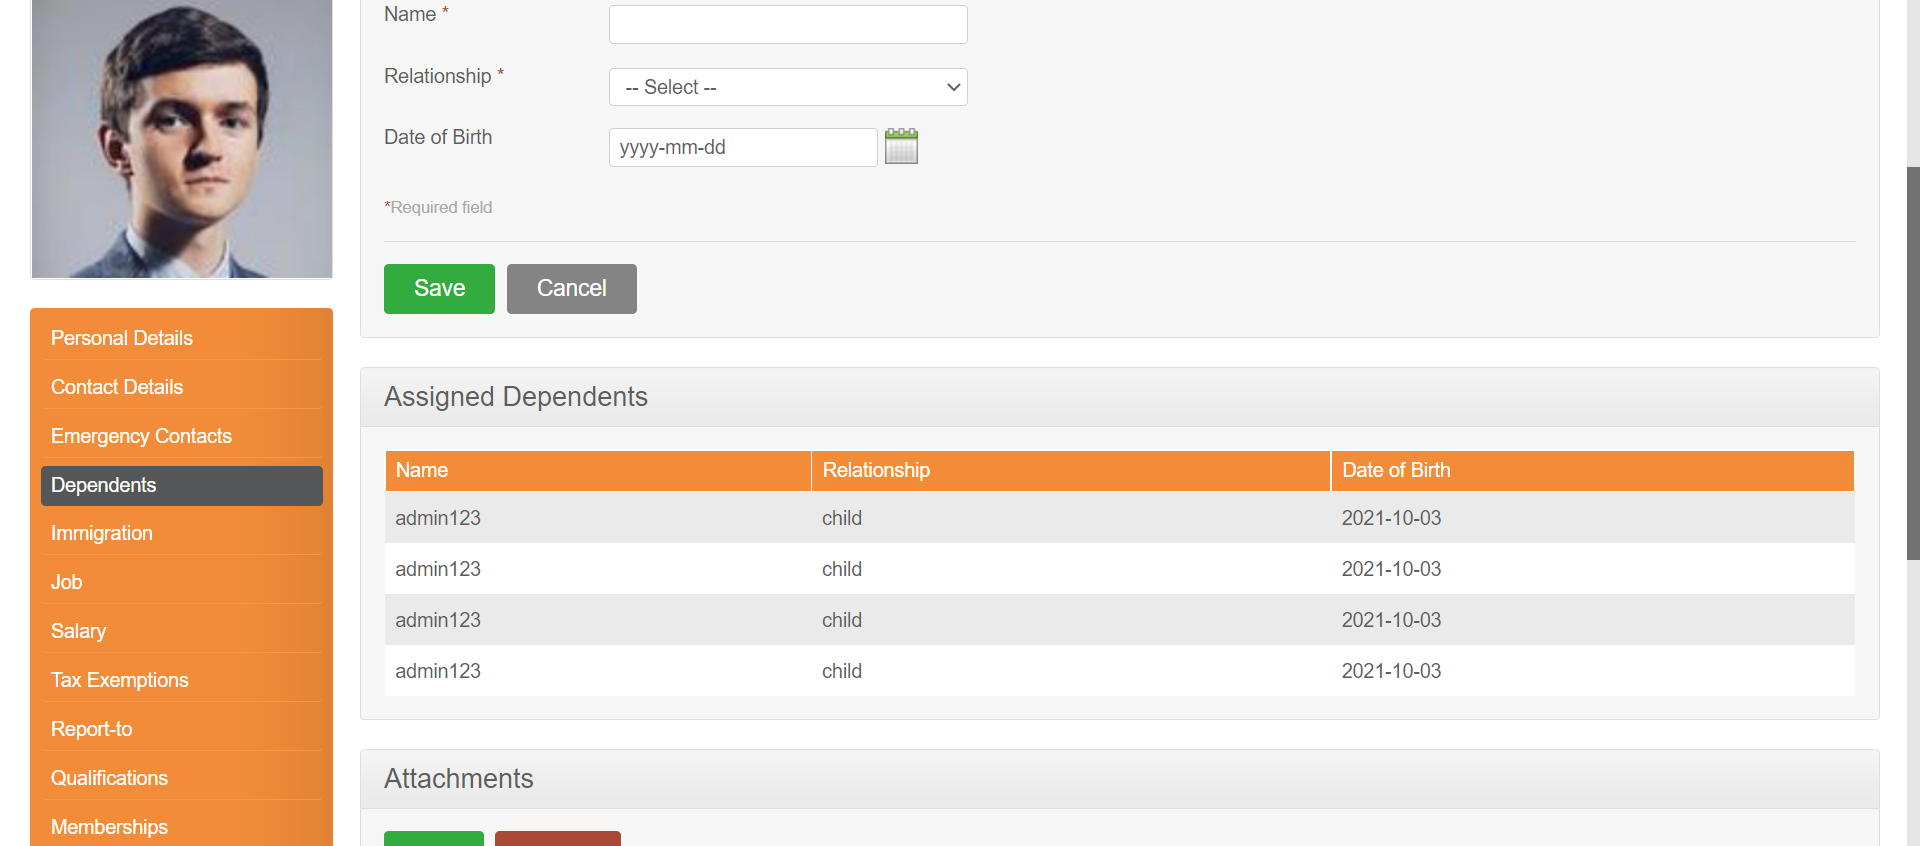 Name *
Relationship *
-- Select --
Date of Birth
yyyy-mm-dd
*Required field
Save
Cancel
Personal Details
Contact Details
Emergency Contacts
Dependents
Immigration
Job
Salary
Tax Exemptions
Report-to
Qualifications
Memberships
Assigned Dependents
Name Relationship Date of Birth
admin123 child 2021-10-03
admin123 child 2021-10-03
admin123 child 2021-10-03
admin123 child 2021-10-03
Attachments